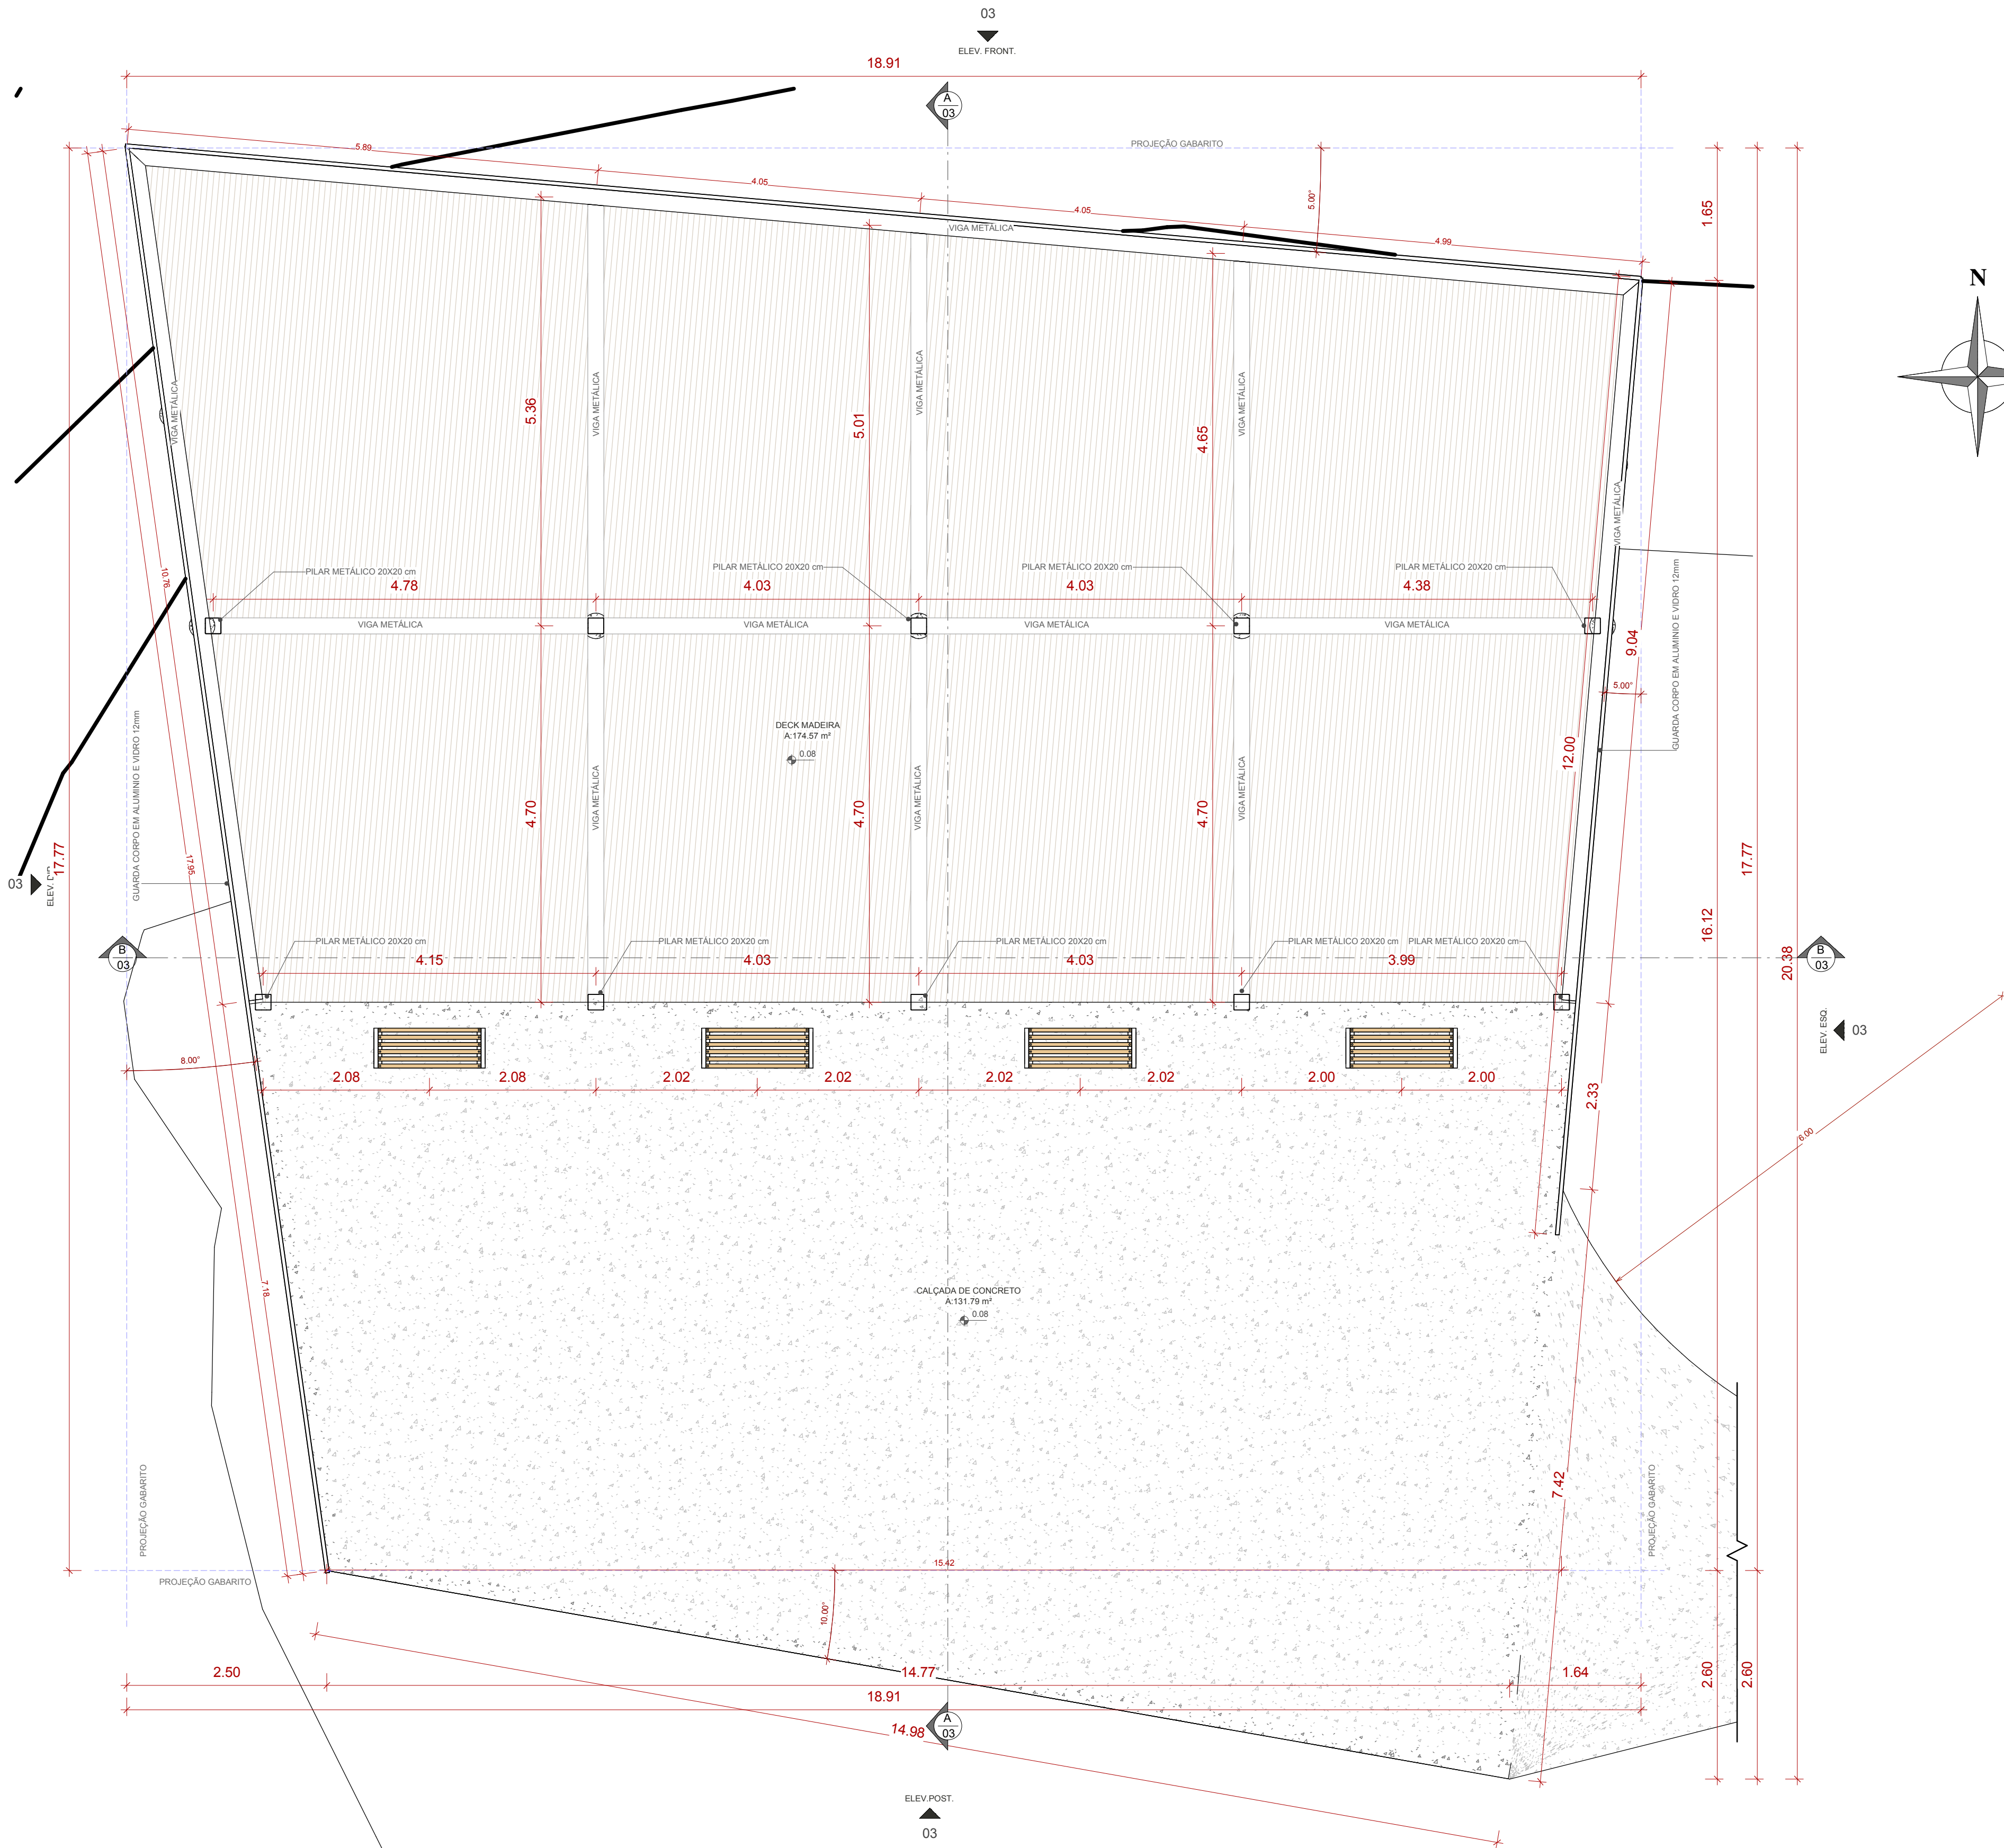 03
ELEV. FRONT.
18.91
A
03
PROJEÇÃO GABARITO
5.89
4.05
4.05
4.99
5.00°
1.65
VIGA METÁLICA
N
VIGA METÁLICA
VIGA METÁLICA
VIGA METÁLICA
VIGA METÁLICA
5.36
5.01
4.65
VIGA METÁLICA
PILAR METÁLICO 20X20 cm
PILAR METÁLICO 20X20 cm
PILAR METÁLICO 20X20 cm
PILAR METÁLICO 20X20 cm
4.78
4.03
4.03
4.38
10.76
VIGA METÁLICA
VIGA METÁLICA
VIGA METÁLICA
VIGA METÁLICA
9.04
GUARDA CORPO EM ALUMINIO E VIDRO 12mm
5.00°
DECK MADEIRA
A:174.57 m²
0.08
12.00
GUARDA CORPO EM ALUMINIO E VIDRO 12mm
VIGA METÁLICA
VIGA METÁLICA
VIGA METÁLICA
4.70
4.70
4.70
17.77
17.95
17.77
03
ELEV.
16.12
20.38
B
03
PILAR METÁLICO 20X20 cm
PILAR METÁLICO 20X20 cm
PILAR METÁLICO 20X20 cm
PILAR METÁLICO 20X20 cm
PILAR METÁLICO 20X20 cm
B
03
4.15
4.03
4.03
3.99
ELEV. ESQ.
03
8.00°
2.08
2.08
2.02
2.02
2.02
2.02
2.00
2.00
2.33
6.00
7.18
CALÇADA DE CONCRETO
A:131.79 m²
0.08
7.42
PROJEÇÃO GABARITO
PROJEÇÃO GABARITO
15.42
PROJEÇÃO GABARITO
10.00°
2.50
14.77
1.64
2.60
2.60
18.91
A
03
14.98
ELEV.POST.
03